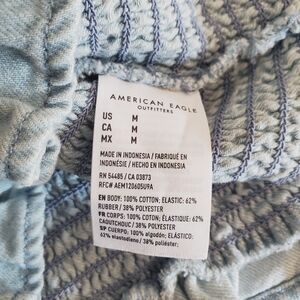 AMERICAN EAGLE
OUTFITTERS
US M
CA M
MX M
MADE IN INDONESIA / FABRIQUÉ EN
INDONÉSIE / HECHO EN INDONESIA
RN 54485 / CA 03873
RFC# AEM120605U9A
EN BODY: 100% COTTON; ELASTIC: 62%
RUBBER / 38% POLYESTER
FR CORPS: 100% COTON; ÉLASTIQUE: 62%
CAOUTCHOUC / 38% POLYESTER
SP CUERPO: 100% algodón; ELÁSTICO:
62% elastodieno / 38% poliéster;